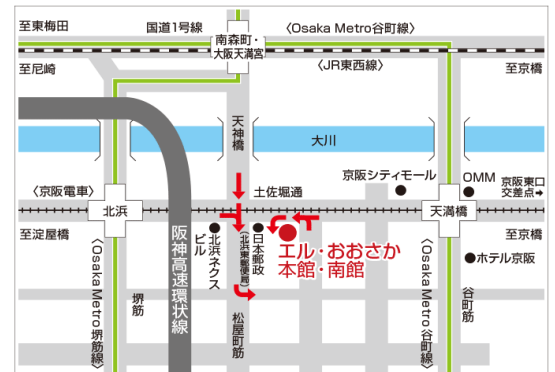 至東梅田
国道1号線
南森町・
大阪天満宮
〈Osaka Metro谷町線〉
至尼崎
〈JR東西線〉
至京橋
天神橋
大川
京阪シティモール
OMM
京阪東口
交差点➡
〈京阪電車〉
北浜
土佐堀通
天満橋
至淀屋橋
至京橋
阪神高速環状線
北浜ネクス
ビル
(北浜東郵便局)
日本郵政
エル・おおさか
本館・南館
ホテル京阪
〈Osaka Metro堺筋線〉
堺筋
松屋町筋
〈Osaka Metro谷町線〉
谷町筋